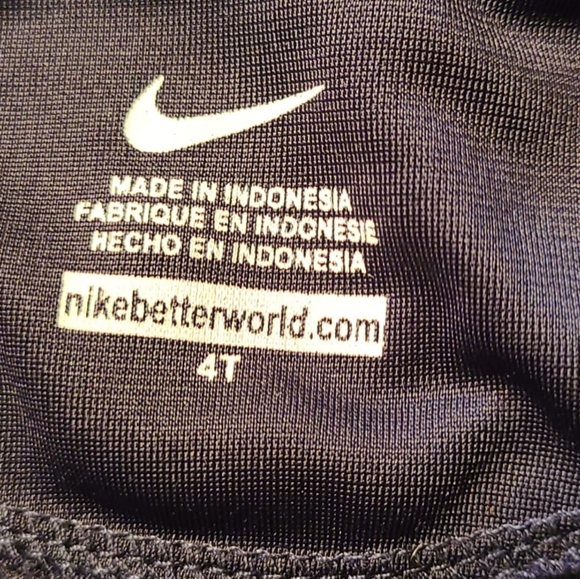 MADE IN INDONESIA
FABRIQUE EN INDONESIE
HECHO EN INDONESIA
nikebetterworld.com
4T